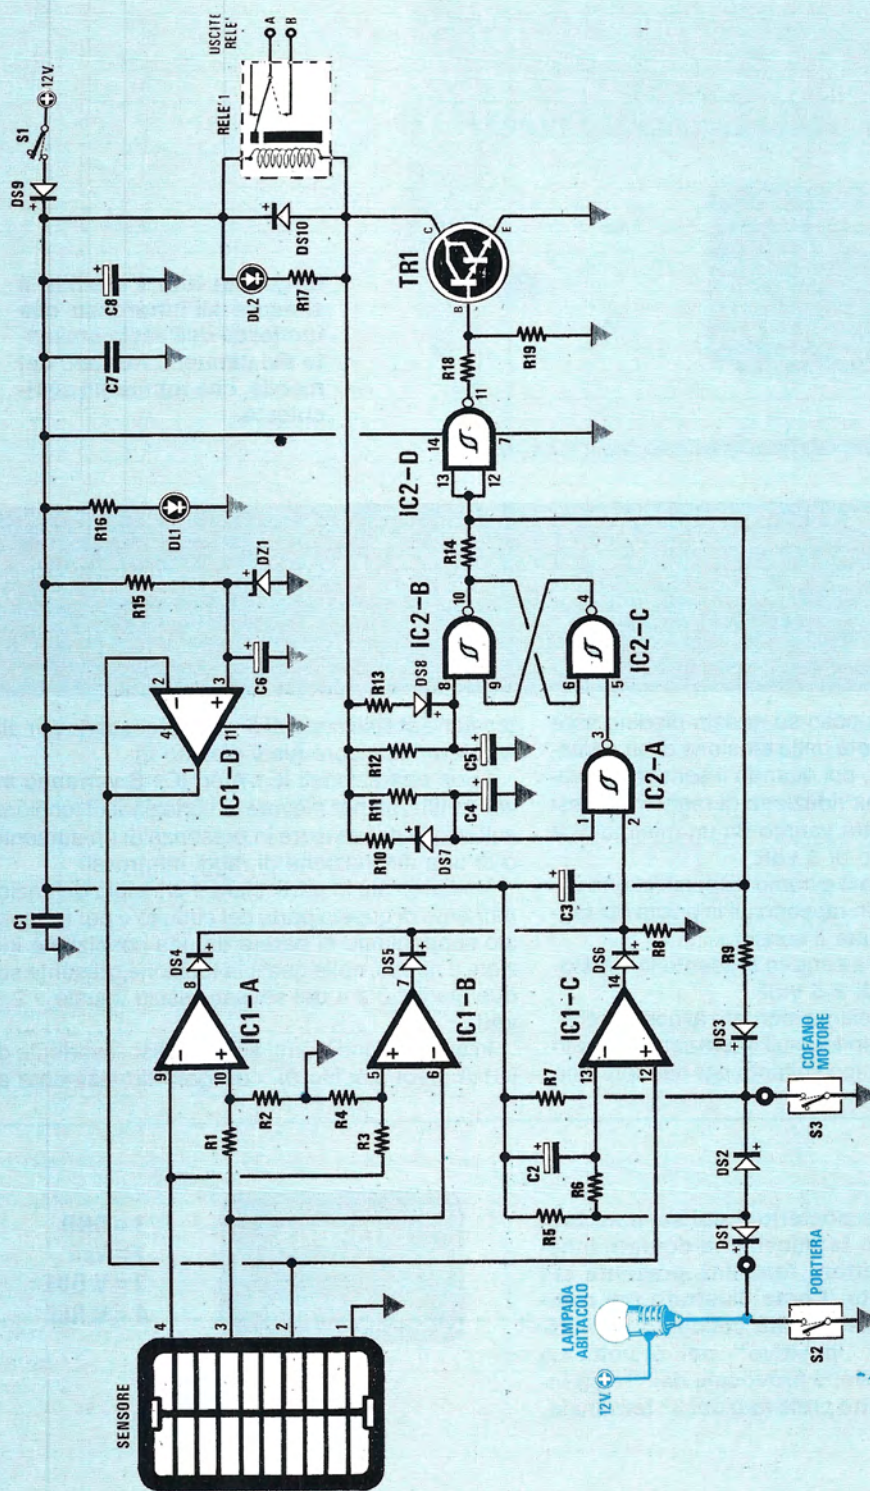 SENSORE
4
3
2
1
12V.
LAMPADA
ABITACOLO
PORTIERA
S2
DS1
DS2
COFANO
MOTORE
S3
DS3
R1
R2
R3
R4
R5
R6
R7
C2
R9
9
10
8
IC1-A
DS4
5
6
7
IC1-B
DS5
13
12
14
IC1-C
DS6
R8
C3
C1
1
2
3
IC2-A
R10
DS7
R11
C4
R12
C5
R13
DS8
8
9
10
IC2-B
6
5
4
IC2-C
R14
IC1-D
4
11
2
3
C6
R15
DZ1
R16
DL1
C7
C8
14
13
12
7
11
IC2-D
R18
R19
B
C
E
TR1
DL2
R17
DS10
DS9
S1
12V.
RELE' 1
USCITE
RELE'
A
B